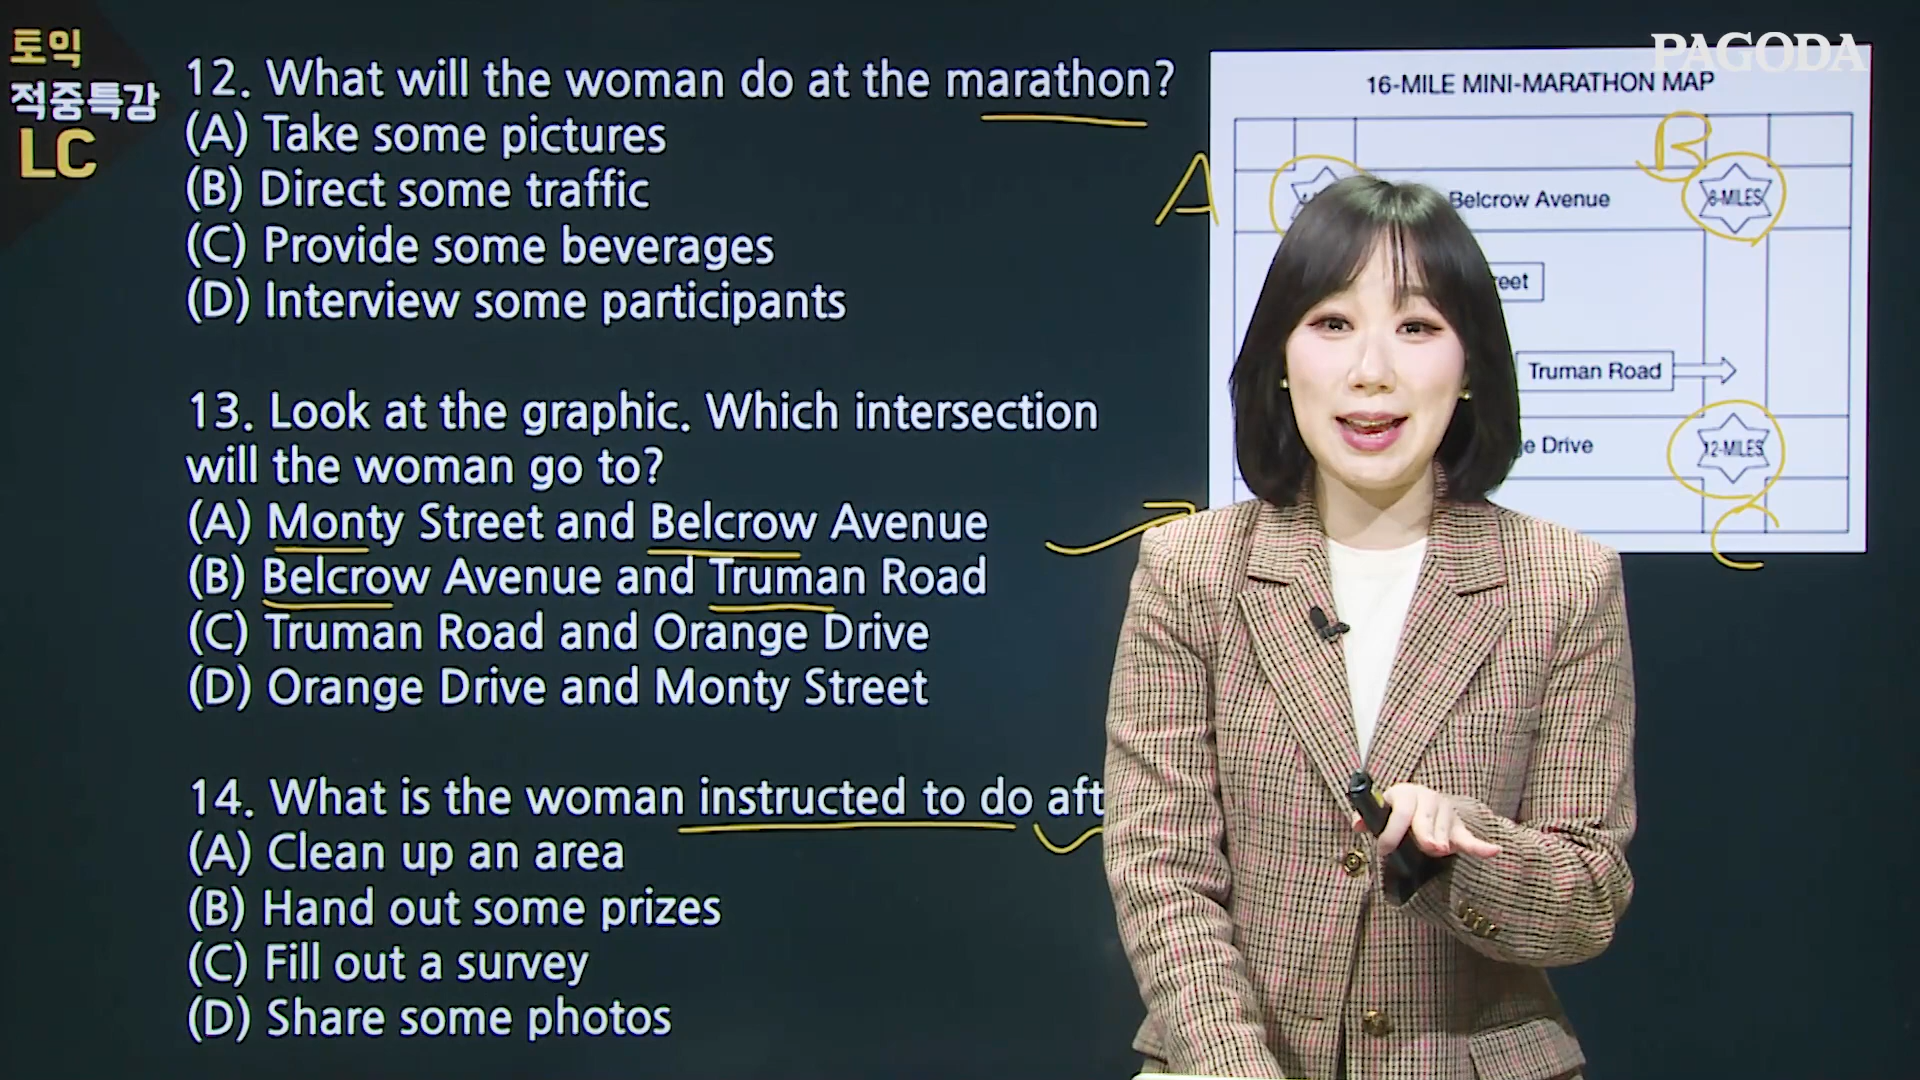 토익
적중특강
LC
12. What will the woman do at the marathon?
(A) Take some pictures
(B) Direct some traffic
(C) Provide some beverages
(D) Interview some participants
13. Look at the graphic. Which intersection
will the woman go to?
(A) Monty Street and Belcrow Avenue
(B) Belcrow Avenue and Truman Road
(C) Truman Road and Orange Drive
(D) Orange Drive and Monty Street
14. What is the woman instructed to do aft
(A) Clean up an area
(B) Hand out some prizes
(C) Fill out a survey
(D) Share some photos
PAGODA
16-MILE MINI-MARATHON MAP
A
B
Belcrow Avenue
6-MILES
reet
Truman Road
ge Drive
12-MILES
C